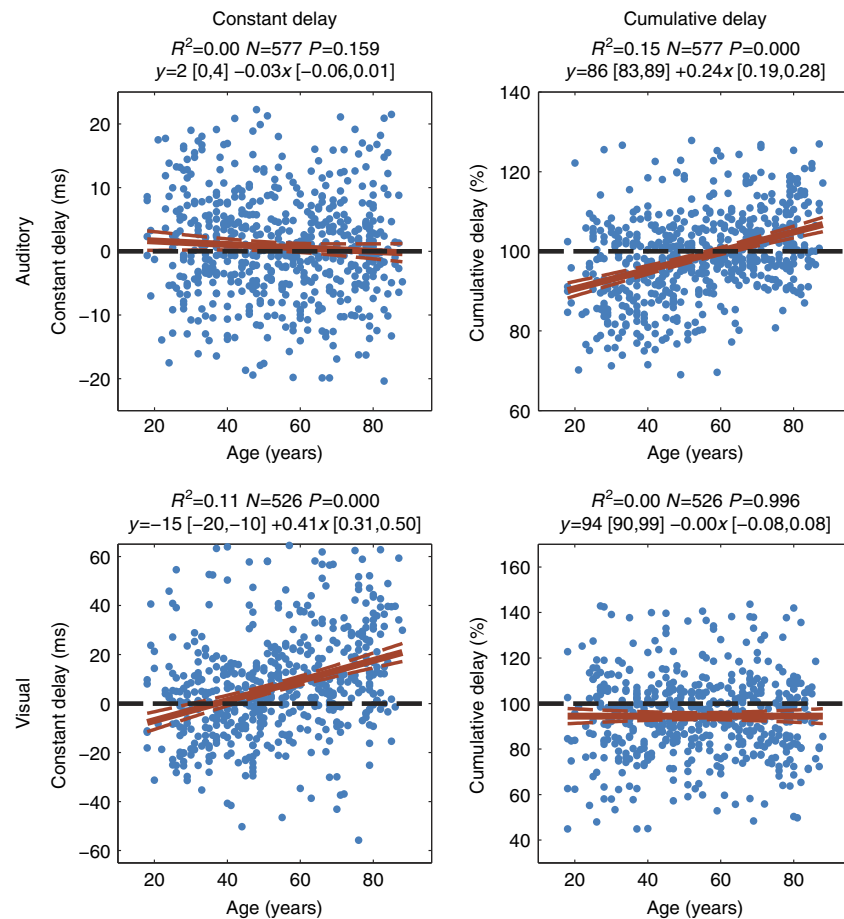 Constant delay
Cumulative delay
R²=0.00 N=577 P=0.159
y=2 [0,4] −0.03x [−0.06,0.01]
R²=0.15 N=577 P=0.000
y=86 [83,89] +0.24x [0.19,0.28]
Auditory
Constant delay (ms)
20
10
0
−10
−20
20 40 60 80
Age (years)
Cumulative delay (%)
140
120
100
80
60
20 40 60 80
Age (years)
R²=0.11 N=526 P=0.000
y=−15 [−20,−10] +0.41x [0.31,0.50]
R²=0.00 N=526 P=0.996
y=94 [90,99] −0.00x [−0.08,0.08]
Visual
Constant delay (ms)
60
40
20
0
−20
−40
−60
20 40 60 80
Age (years)
Cumulative delay (%)
160
140
120
100
80
60
40
20 40 60 80
Age (years)